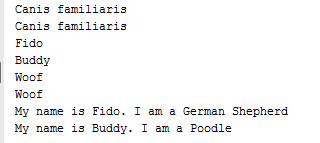 Canis familiaris
Canis familiaris
Fido
Buddy
Woof
Woof
My name is Fido. I am a German Shepherd
My name is Buddy. I am a Poodle